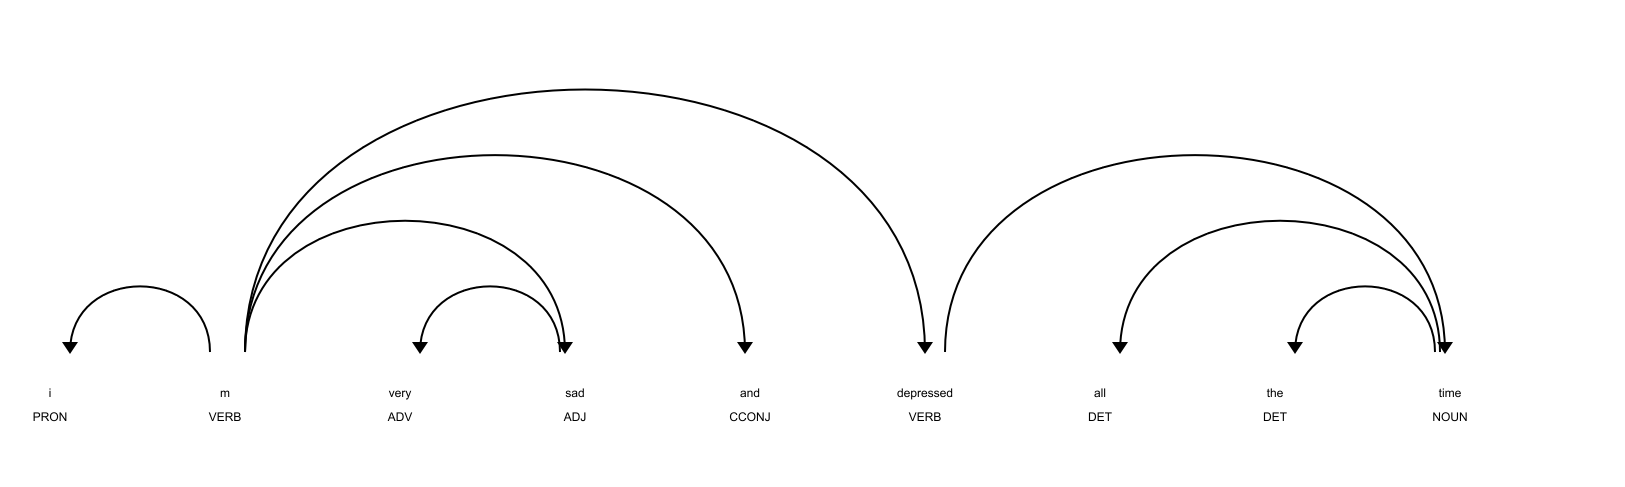 i m very sad and depressed all the time
PRON VERB ADV ADJ CCONJ VERB DET DET NOUN